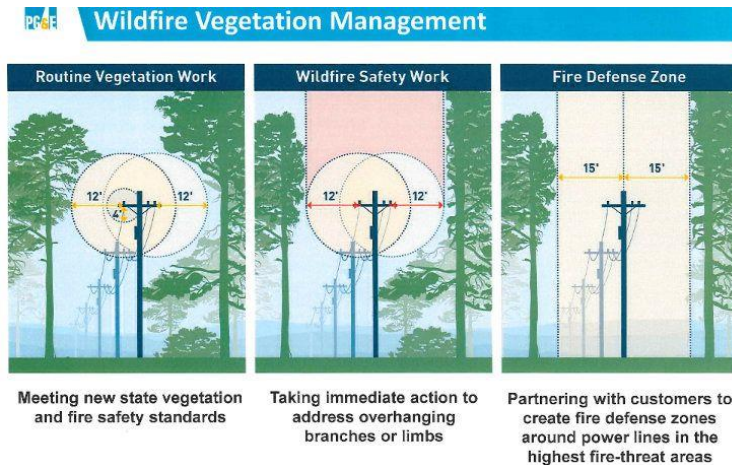 PG&E
Wildfire Vegetation Management
Routine Vegetation Work
12'
12'
4'
Meeting new state vegetation
and fire safety standards
Wildfire Safety Work
12'
12'
Taking immediate action to
address overhanging
branches or limbs
Fire Defense Zone
15'
15'
Partnering with customers to
create fire defense zones
around power lines in the
highest fire-threat areas